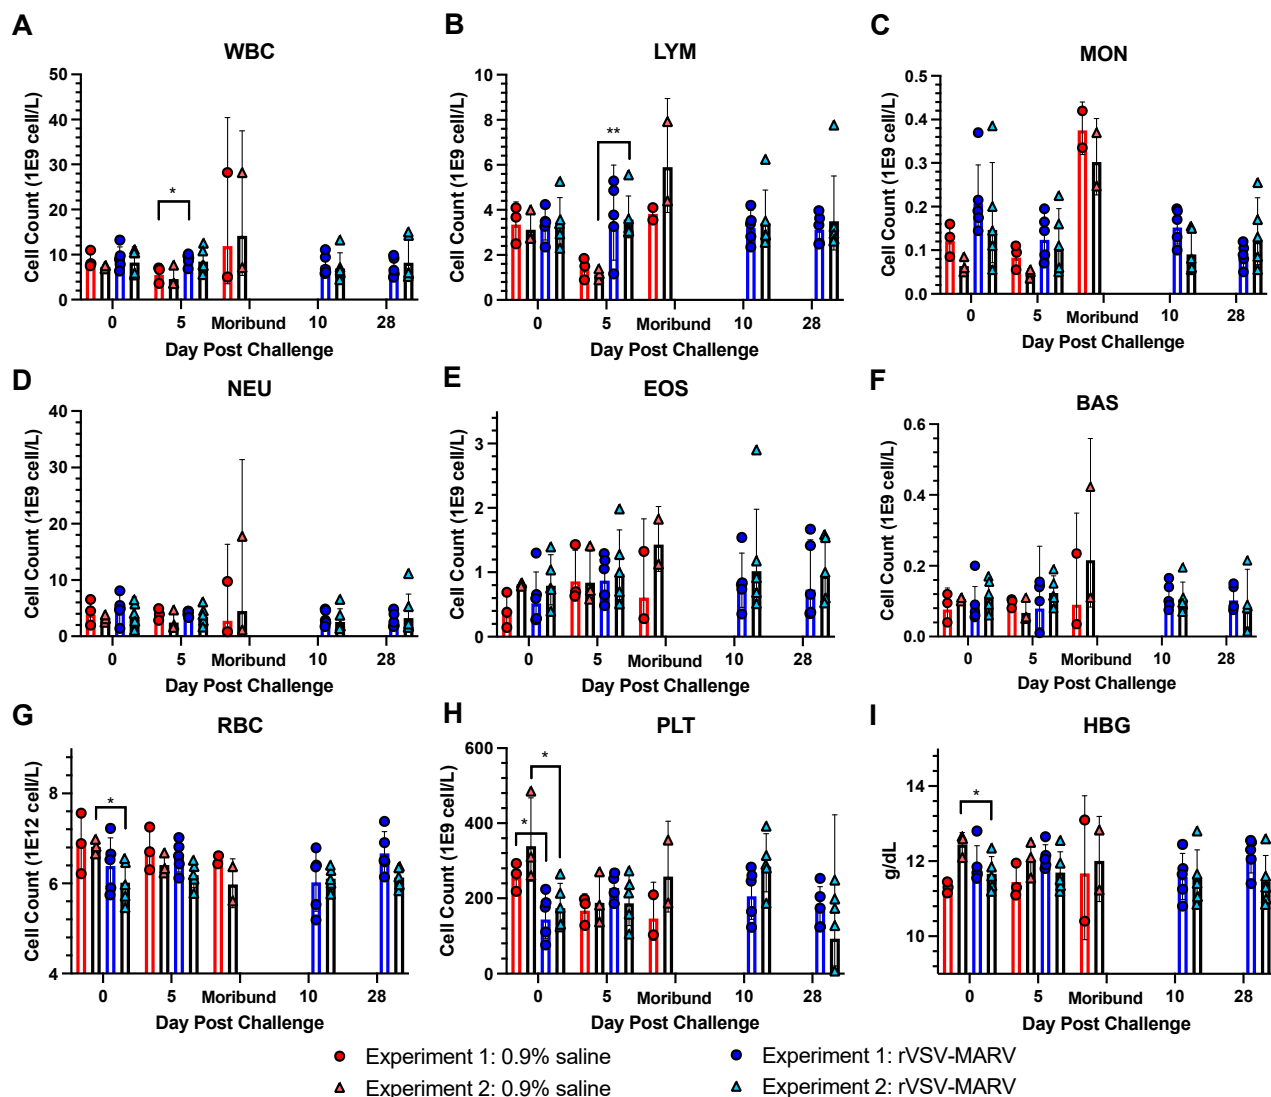 A
WBC
Cell Count (1E9 cell/L)
50
40
30
20
10
0
*
0 5 Moribund 10 28
Day Post Challenge
B
LYM
Cell Count (1E9 cell/L)
10
8
6
4
2
0
**
0 5 Moribund 10 28
Day Post Challenge
C
MON
Cell Count (1E9 cell/L)
0.5
0.4
0.3
0.2
0.1
0.0
0 5 Moribund 10 28
Day Post Challenge
D
NEU
Cell Count (1E9 cell/L)
40
30
20
10
0
0 5 Moribund 10 28
Day Post Challenge
E
EOS
Cell Count (1E9 cell/L)
3
2
1
0
0 5 Moribund 10 28
Day Post Challenge
F
BAS
Cell Count (1E9 cell/L)
0.6
0.4
0.2
0.0
0 5 Moribund 10 28
Day Post Challenge
G
RBC
Cell Count (1E12 cell/L)
8
6
4
*
0 5 Moribund 10 28
Day Post Challenge
H
PLT
Cell Count (1E9 cell/L)
600
400
200
0
*
*
0 5 Moribund 10 28
Day Post Challenge
I
HBG
g/dL
14
12
10
*
0 5 Moribund 10 28
Day Post Challenge
Experiment 1: 0.9% saline
Experiment 2: 0.9% saline
Experiment 1: rVSV-MARV
Experiment 2: rVSV-MARV